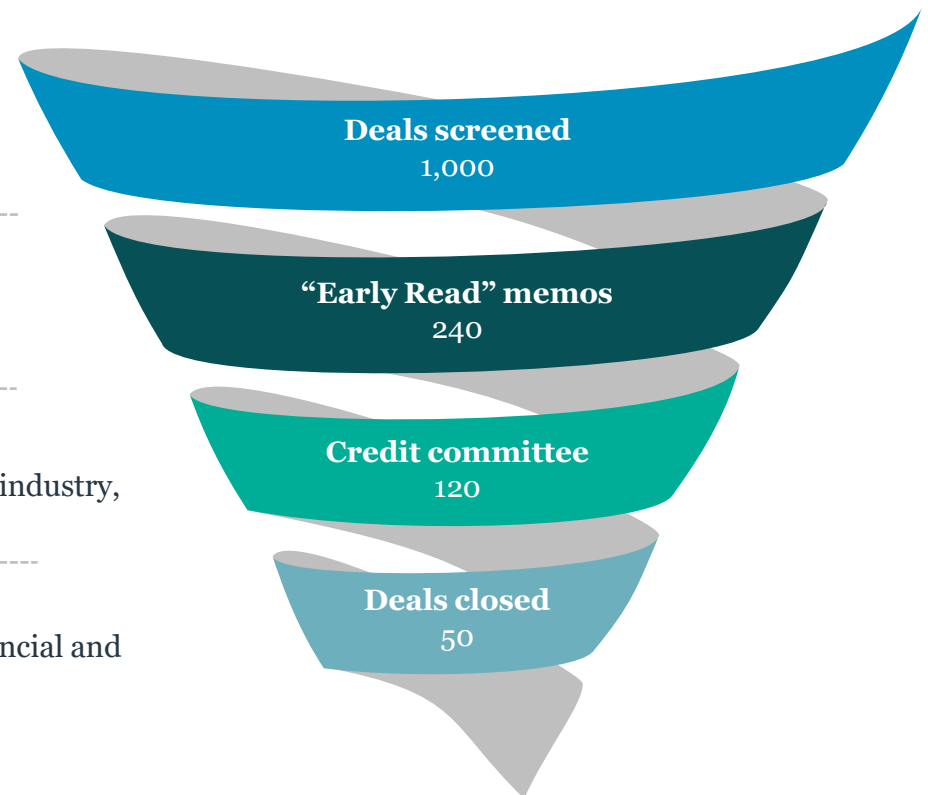 Deals screened
1,000
“Early Read” memos
240
Credit committee
120
industry,
Deals closed
50
ncial and